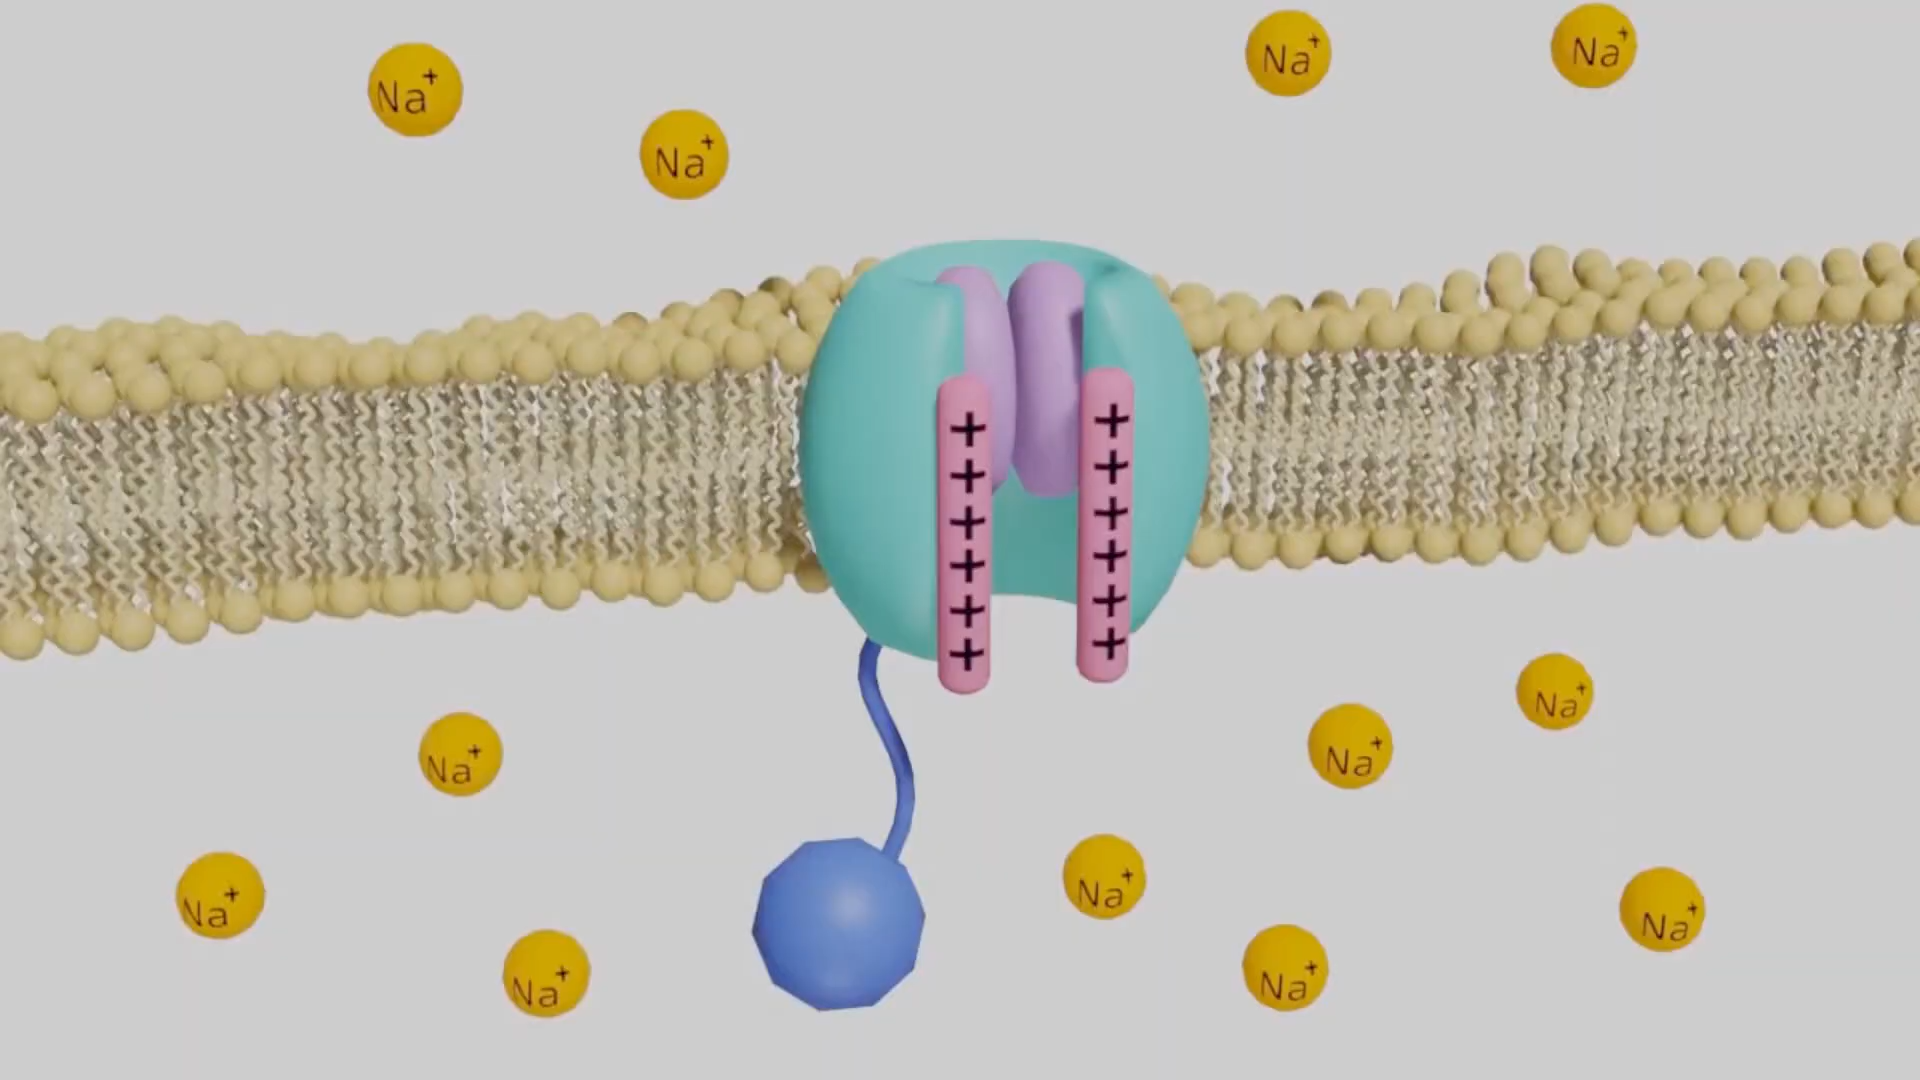 Na⁺
Na⁺
Na⁺
Na⁺
+ +
+ +
+ +
+ +
+ +
+ +
Na⁺
Na⁺
Na⁺
Na⁺
Na⁺
Na⁺
Na⁺
Na⁺